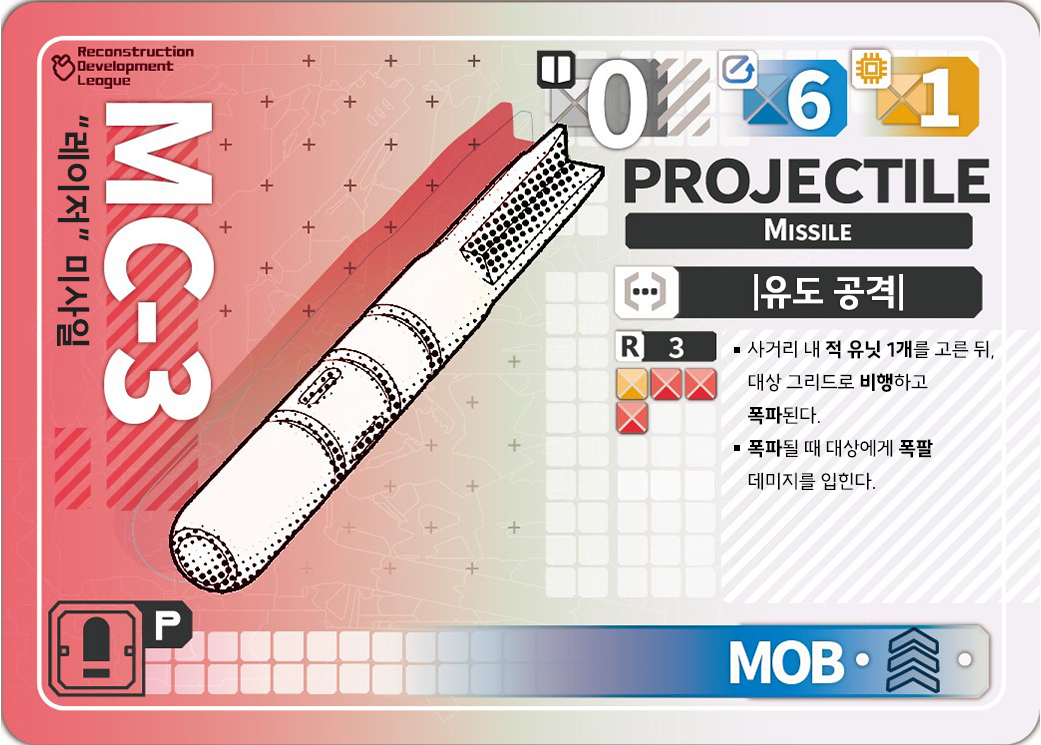 Reconstruction
Development
League
MC-3
"레이저" 미사일
0
6
1
PROJECTILE
MISSILE
|유도 공격|
R 3
▪ 사거리 내 적 유닛 1개를 고른 뒤,
대상 그리드로 비행하고
폭파된다.
▪ 폭파될 때 대상에게 폭팔
데미지를 입힌다.
P
MOB